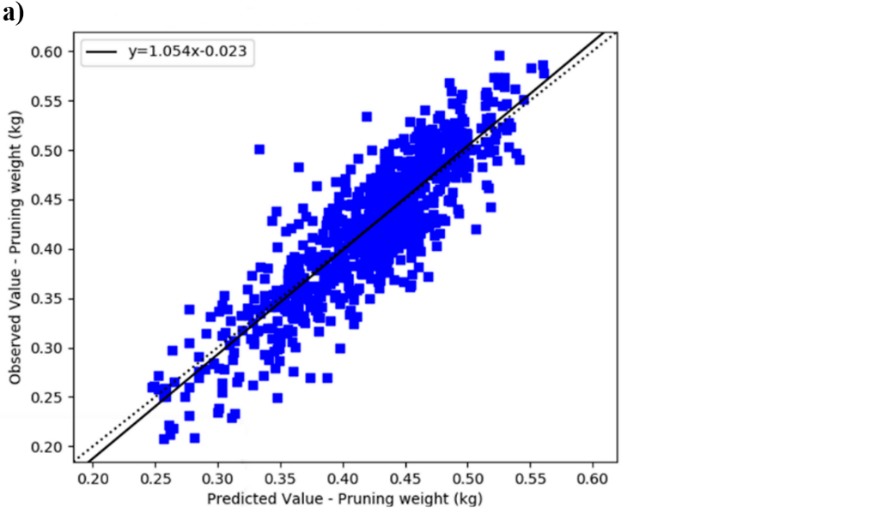 a)
y=1.054x-0.023
Observed Value - Pruning weight (kg)
0.60
0.55
0.50
0.45
0.40
0.35
0.30
0.25
0.20
0.20 0.25 0.30 0.35 0.40 0.45 0.50 0.55 0.60
Predicted Value - Pruning weight (kg)